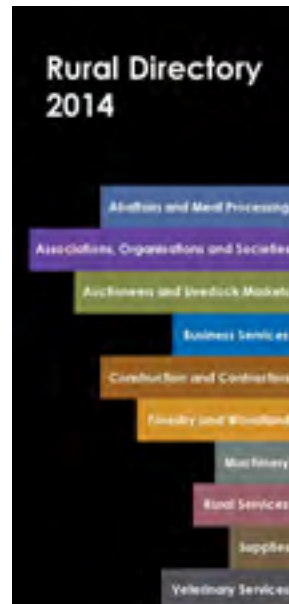 Rural Directory
2014
Abattoirs and Meat Processing
Associations, Organisations and Societies
Auctioneers and Livestock Markets
Business Services
Construction and Contractors
Forestry and Woodland
Machinery
Rural Services
Supplies
Veterinary Services